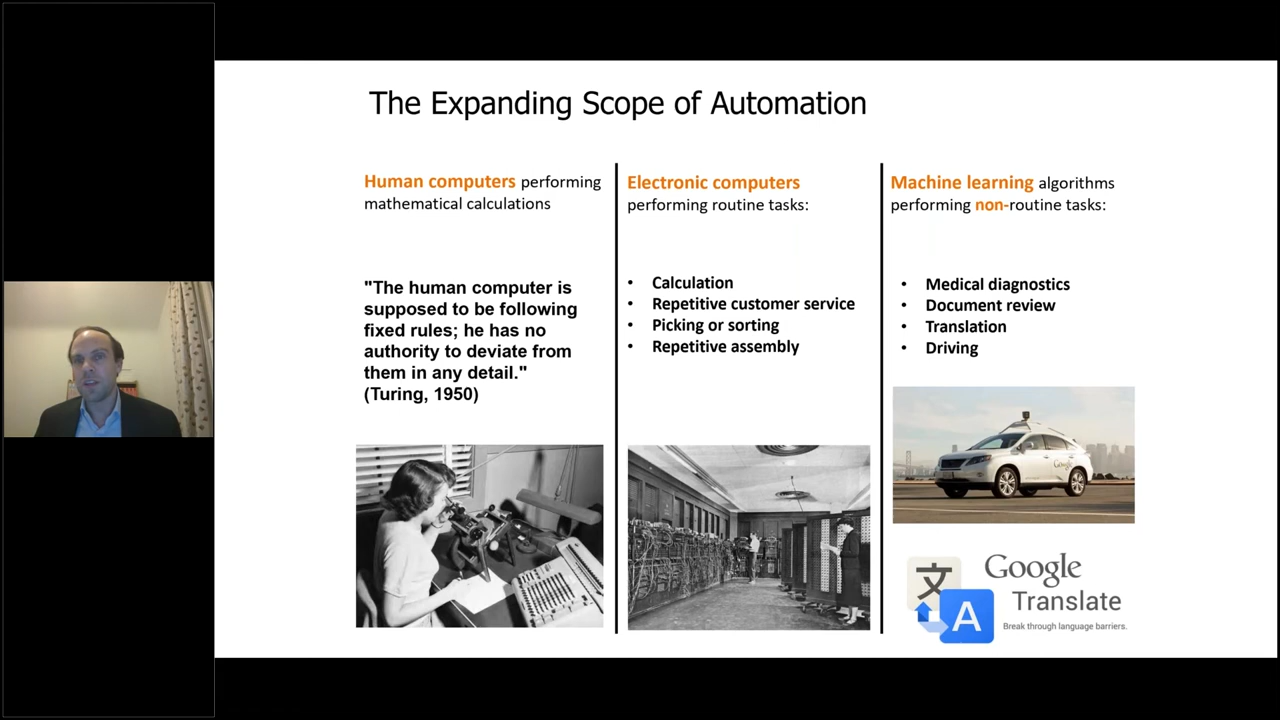 The Expanding Scope of Automation
Human computers performing
mathematical calculations
"The human computer is
supposed to be following
fixed rules; he has no
authority to deviate from
them in any detail."
(Turing, 1950)
Electronic computers
performing routine tasks:
• Calculation
• Repetitive customer service
• Picking or sorting
• Repetitive assembly
Machine learning algorithms
performing non-routine tasks:
• Medical diagnostics
• Document review
• Translation
• Driving
Google
文
A
Google
Translate
Break through language barriers.